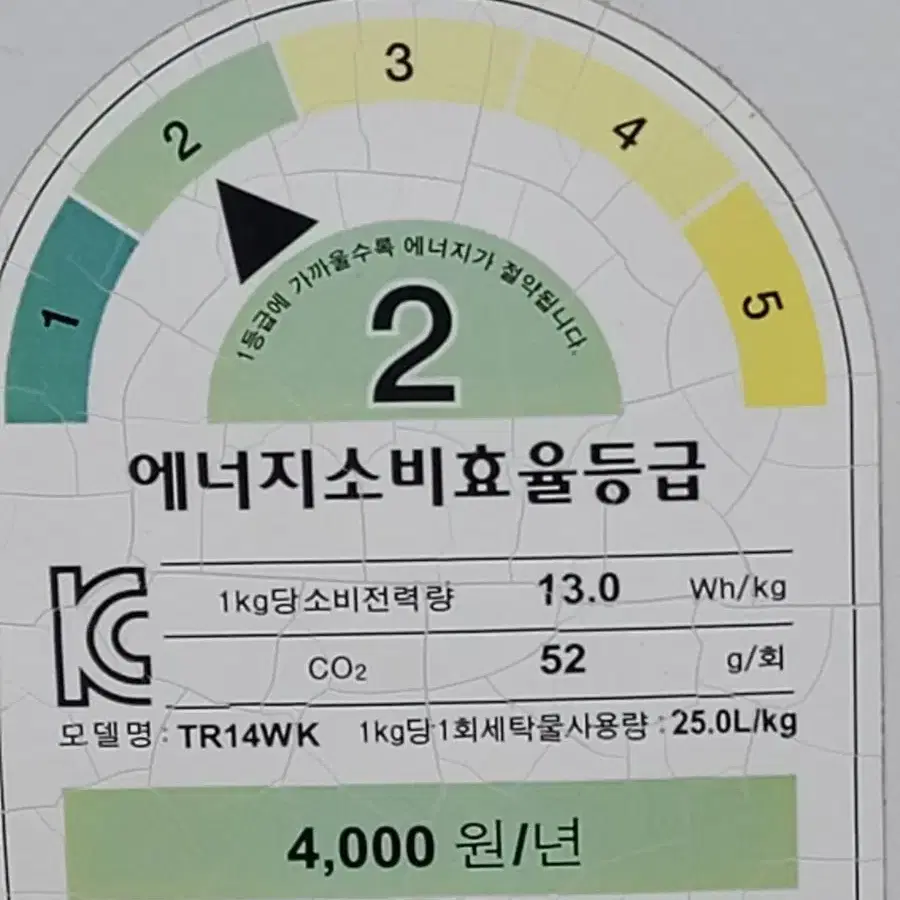 1 2 3 4 5
1등급에 가까울수록 에너지가 절약됩니다.
2
에너지소비효율등급
1kg당소비전력량 13.0 Wh/kg
CO₂ 52 g/회
모델명 : TR14WK 1kg당1회세탁물사용량 : 25.0L/kg
4,000 원/년